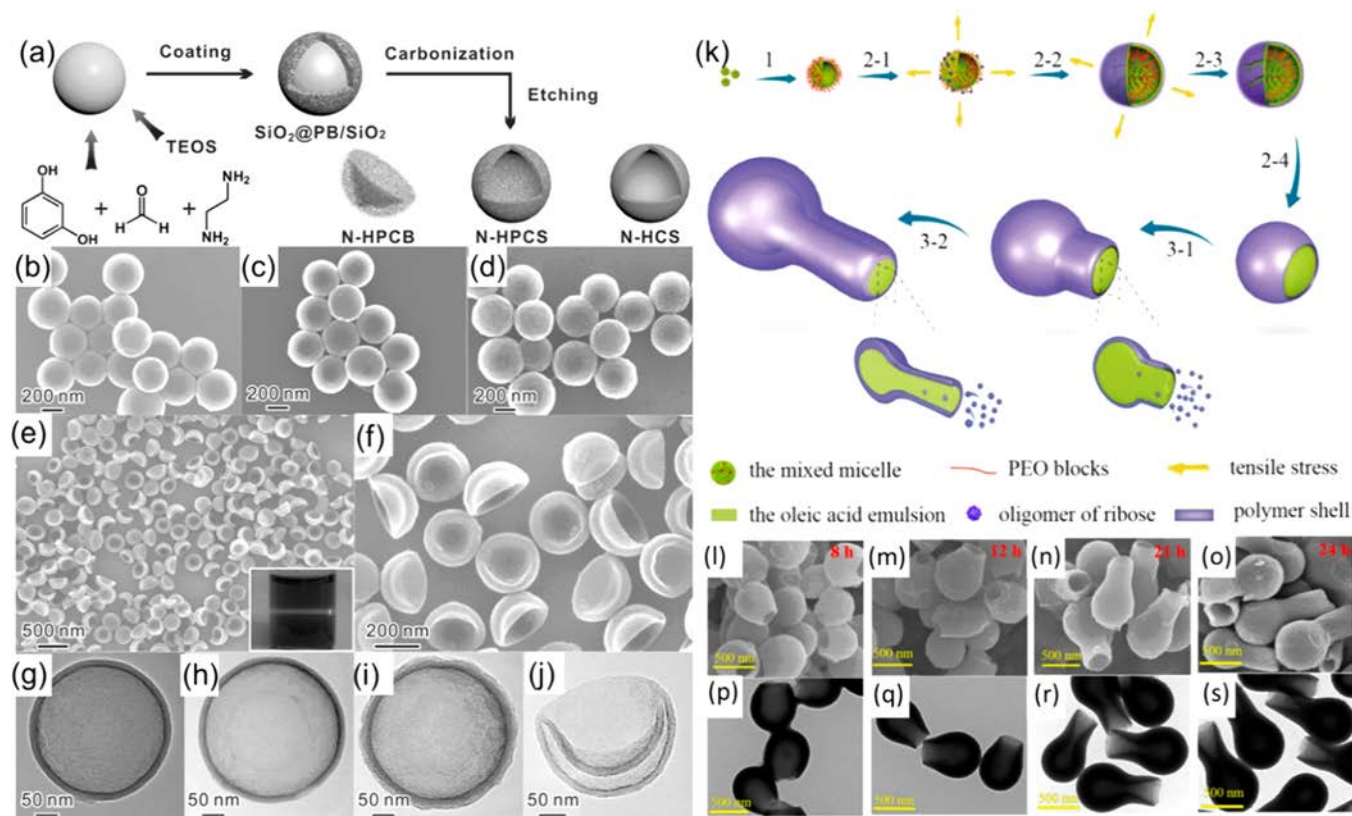 (a)
Coating
Carbonization
Etching
TEOS
SiO₂@PB/SiO₂
OH
OH
+
O
H H
+
NH₂
NH₂
N-HPCB
N-HPCS
N-HCS
(b)
200 nm
(c)
200 nm
(d)
200 nm
(e)
500 nm
(f)
200 nm
(g)
50 nm
(h)
50 nm
(i)
50 nm
(j)
50 nm
(k)
1
2-1
2-2
2-3
2-4
3-1
3-2
the mixed micelle
PEO blocks
tensile stress
the oleic acid emulsion
oligomer of ribose
polymer shell
(l)
8 h
500 nm
(m)
12 h
500 nm
(n)
21 h
500 nm
(o)
24 h
500 nm
(p)
500 nm
(q)
500 nm
(r)
500 nm
(s)
500 nm